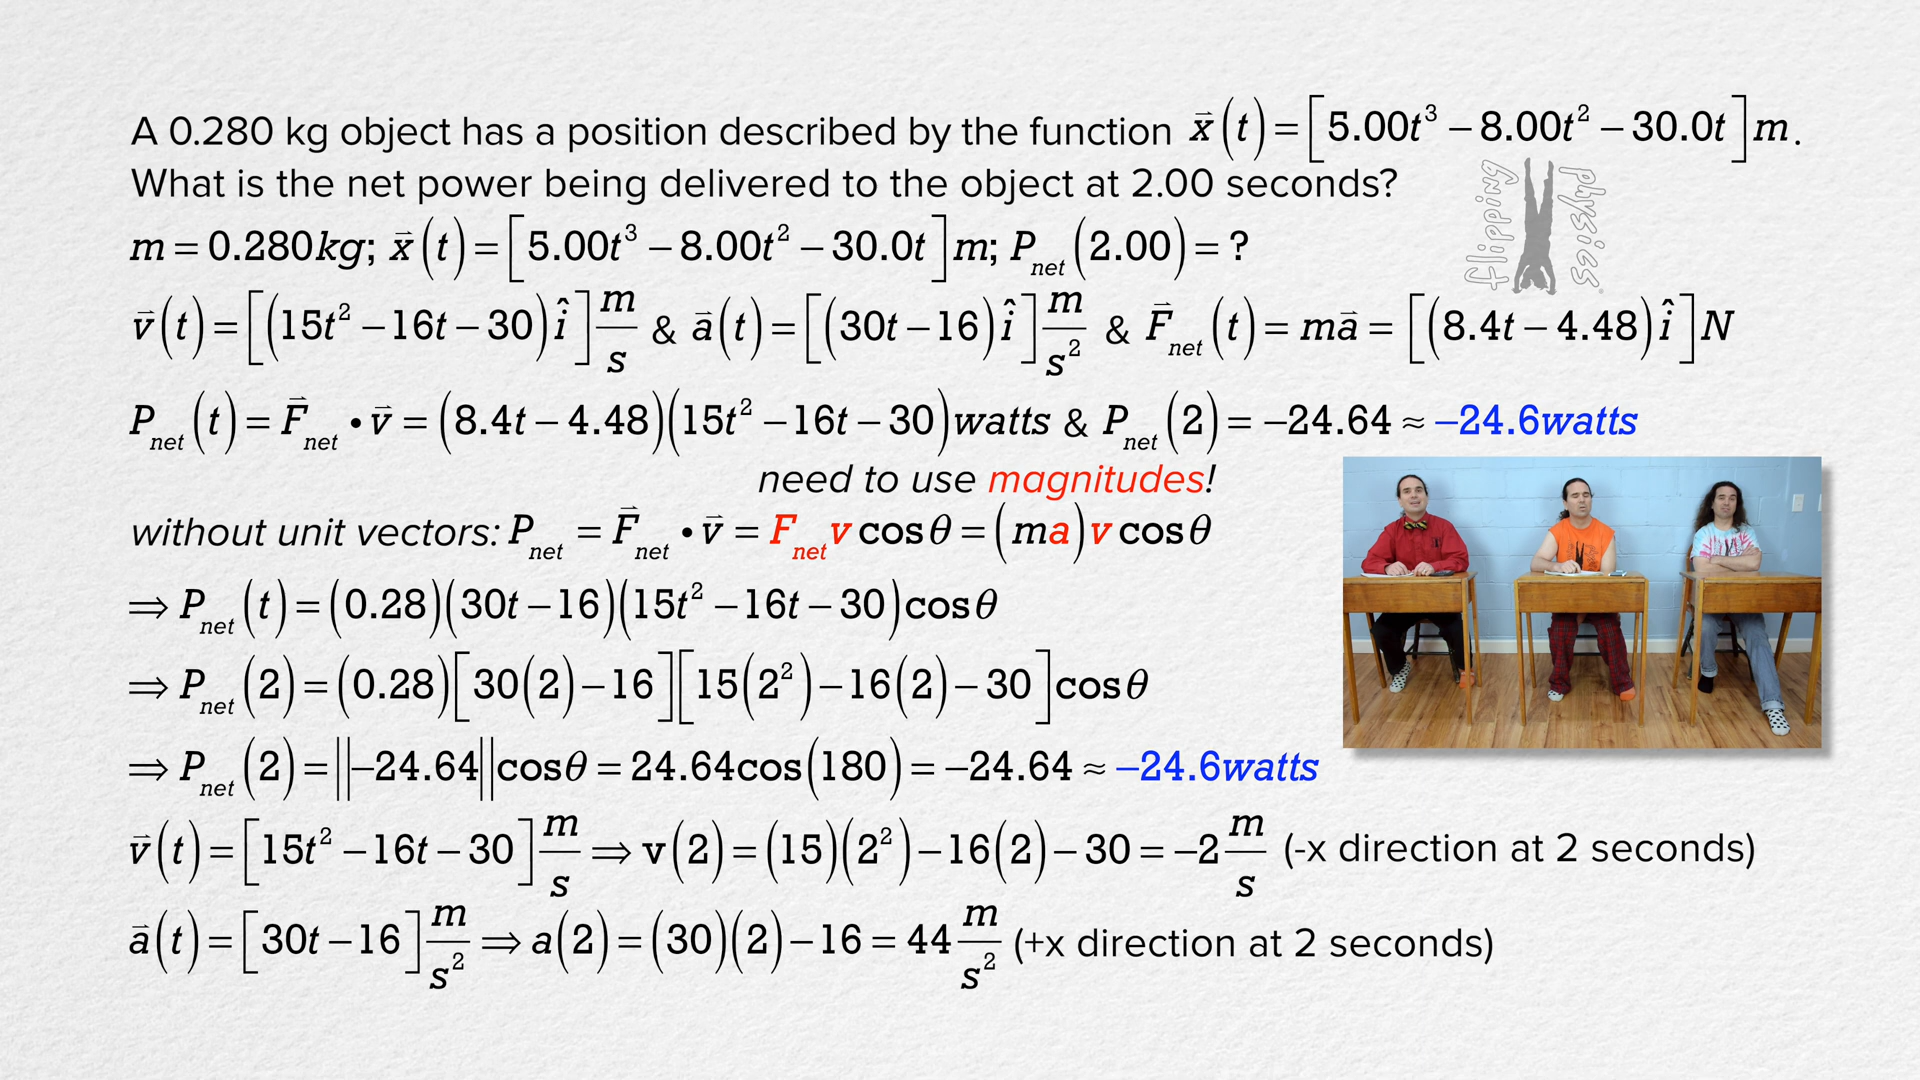 A 0.280 kg object has a position described by the function x⃗(t) = [5.00t³ – 8.00t² – 30.0t]m.
What is the net power being delivered to the object at 2.00 seconds?
flipping physics
m = 0.280kg; x⃗(t) = [5.00t³ – 8.00t² – 30.0t]m; P_net(2.00) = ?
v⃗(t) = [(15t² – 16t – 30)î] m/s & a⃗(t) = [(30t – 16)î] m/s² & F⃗_net(t) = ma⃗ = [(8.4t – 4.48)î]N
P_net(t) = F⃗_net • v⃗ = (8.4t – 4.48)(15t² – 16t – 30)watts & P_net(2) = –24.64 ≈ –24.6watts
need to use magnitudes!
without unit vectors: P_net = F⃗_net • v⃗ = F_net v cosθ = (ma)v cosθ
⇒ P_net(t) = (0.28)(30t – 16)(15t² – 16t – 30)cosθ
⇒ P_net(2) = (0.28)[30(2) – 16][15(2²) – 16(2) – 30]cosθ
⇒ P_net(2) = ||–24.64||cosθ = 24.64cos(180) = –24.64 ≈ –24.6watts
v⃗(t) = [15t² – 16t – 30] m/s ⇒ v(2) = (15)(2²) – 16(2) – 30 = –2 m/s (-x direction at 2 seconds)
a⃗(t) = [30t – 16] m/s² ⇒ a(2) = (30)(2) – 16 = 44 m/s² (+x direction at 2 seconds)